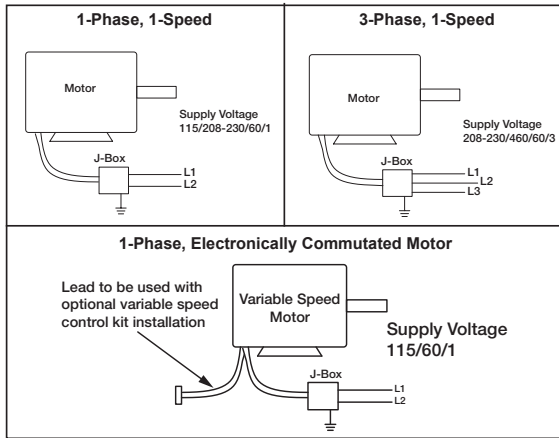 1-Phase, 1-Speed
Motor
Supply Voltage
115/208-230/60/1
J-Box
L1
L2
3-Phase, 1-Speed
Motor
Supply Voltage
208-230/460/60/3
J-Box
L1
L2
L3
1-Phase, Electronically Commutated Motor
Lead to be used with
optional variable speed
control kit installation
Variable Speed
Motor
Supply Voltage
115/60/1
J-Box
L1
L2